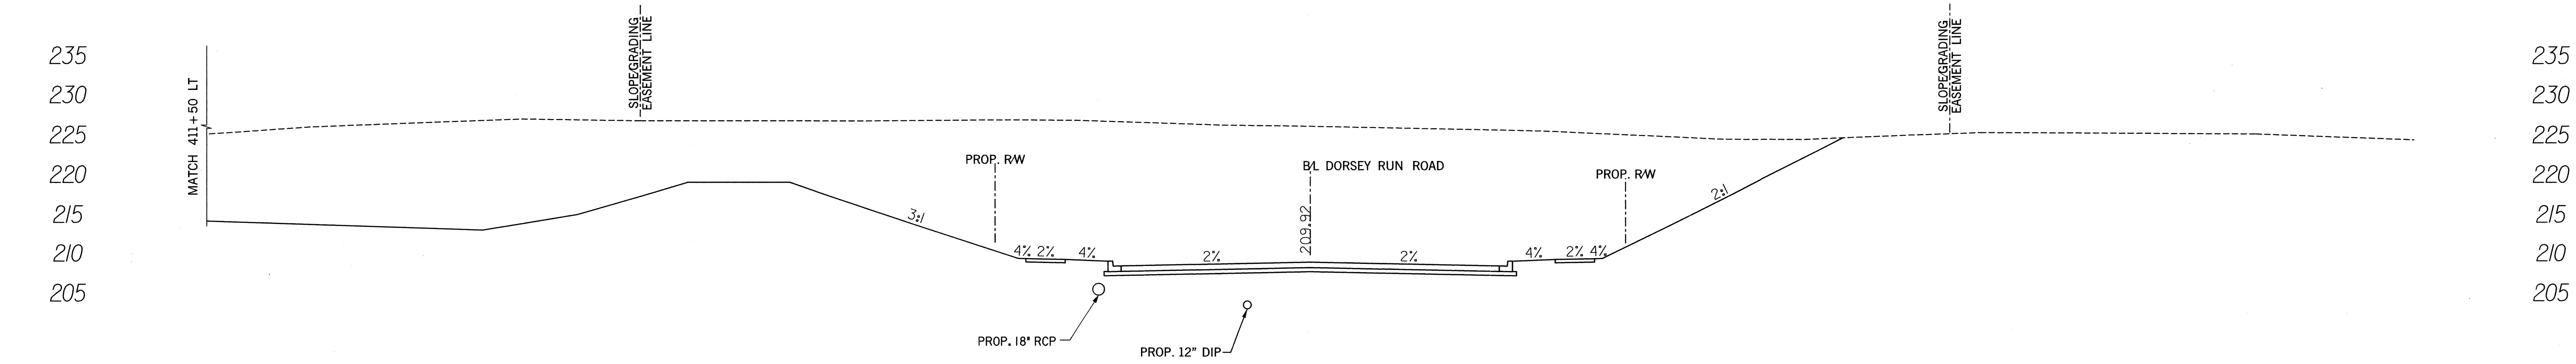 SLOPE/GRADING
EASEMENT LINE
SLOPE/GRADING
EASEMENT LINE
235 235
230 230
MATCH 411+50 LT
225 225
220 220
PROP. R/W
B/L DORSEY RUN ROAD
PROP. R/W
215 215
3:1
209.92
2:1
210 210
4% 2% 4% 2% 2% 4% 2% 4%
205 205
PROP. 18" RCP
PROP. 12" DIP